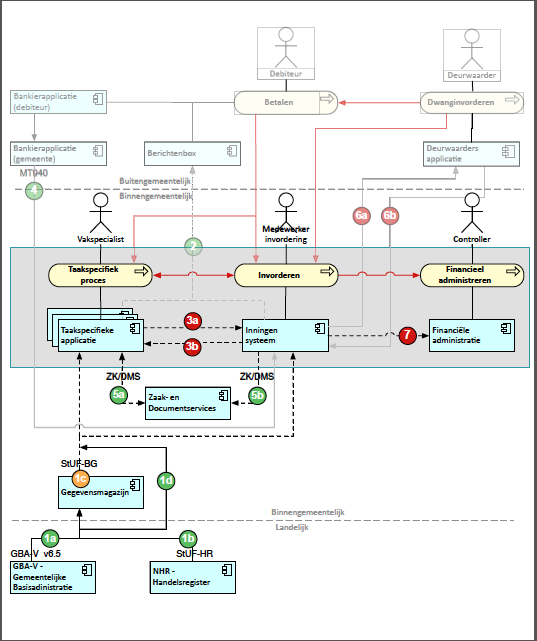 Debiteur
Deurwaarder
Bankierapplicatie
(debiteur)
Betalen
Dwanginvorderen
Bankierapplicatie
(gemeente)
Berichtenbox
Deurwaarders
applicatie
MT940
4
Buitengemeentelijk
Binnengemeentelijk
6a
6b
Vakspecialist
Medewerker
invordering
Controller
2
Taakspecifiek
proces
Invorderen
Financieel
administreren
Taakspecifieke
applicatie
3a
3b
Inningen
systeem
7
Financiële
administratie
ZK/DMS
ZK/DMS
5a
5b
Zaak- en
Documentservices
StUF-BG
1c
1d
Gegevensmagazijn
Binnengemeentelijk
Landelijk
1a
1b
GBA-V v6.5
StUF-HR
GBA-V -
Gemeentelijke
Basisadinistratie
NHR -
Handelsregister